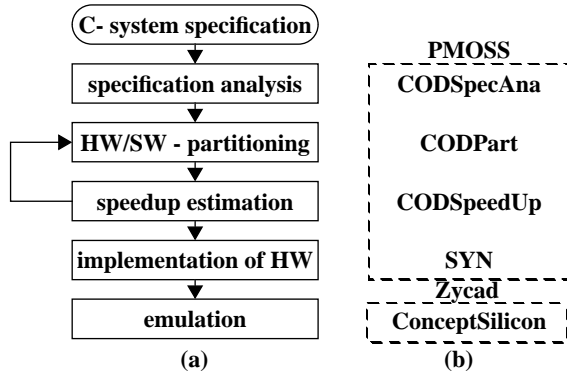 C- system specification
PMOSS
specification analysis
CODSpecAna
HW/SW - partitioning
CODPart
speedup estimation
CODSpeedUp
implementation of HW
SYN
Zycad
emulation
ConceptSilicon
(a)
(b)